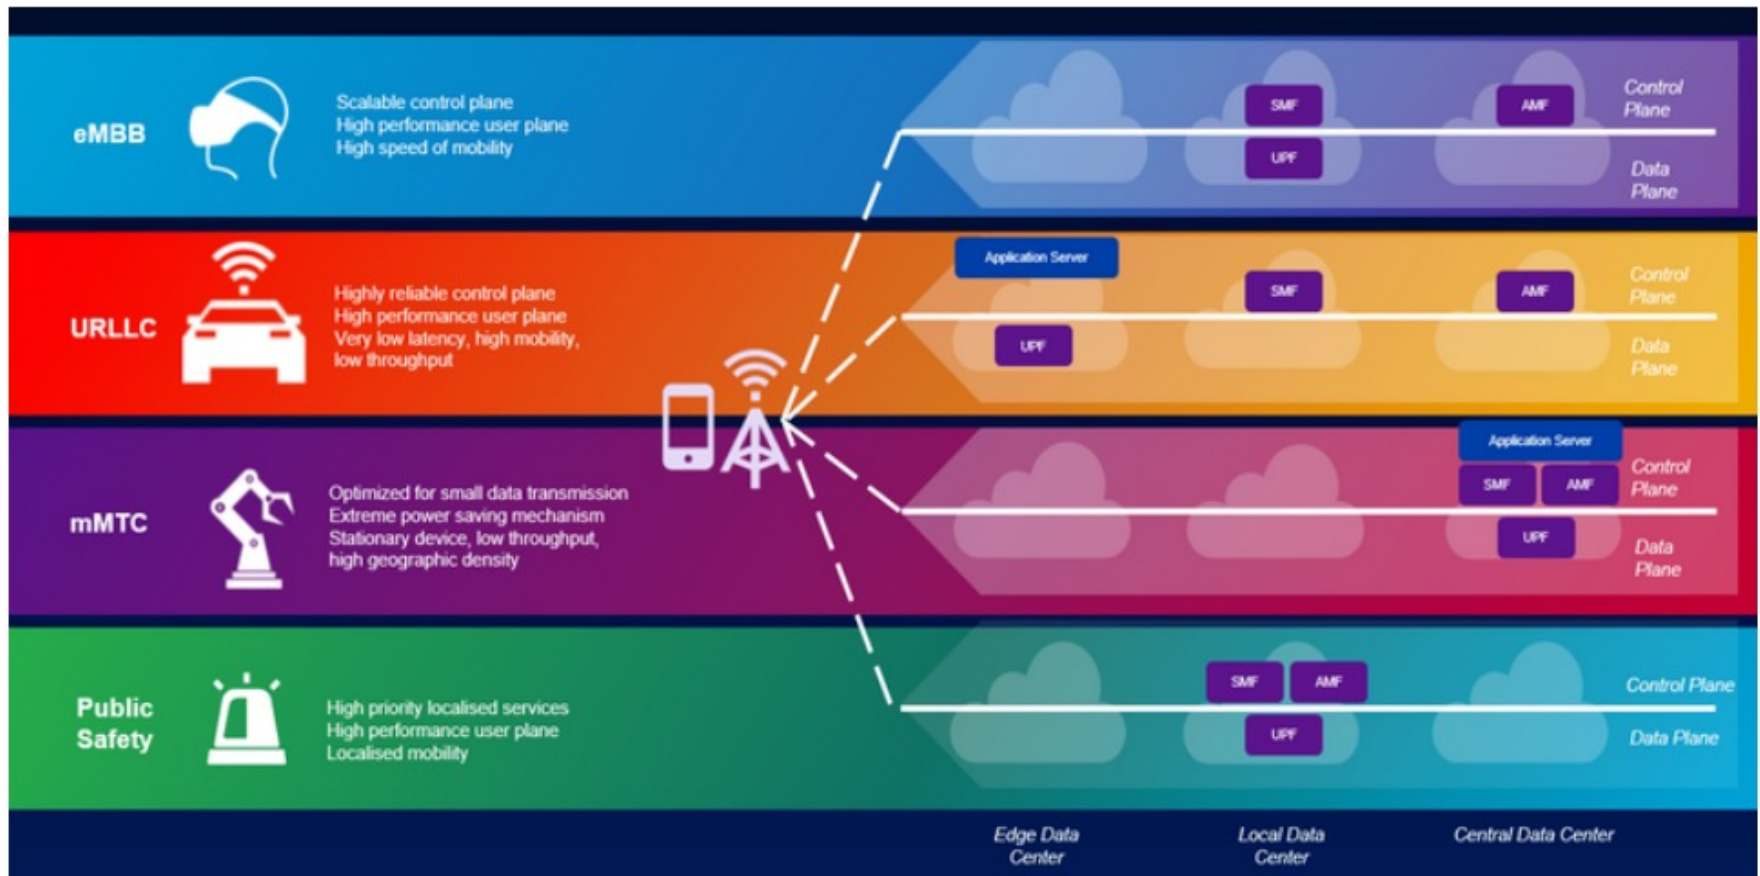 eMBB
Scalable control plane
High performance user plane
High speed of mobility
SMF
AMF
UPF
Control
Plane
Data
Plane
URLLC
Highly reliable control plane
High performance user plane
Very low latency, high mobility,
low throughput
Application Server
SMF
AMF
UPF
Control
Plane
Data
Plane
mMTC
Optimized for small data transmission
Extreme power saving mechanism
Stationary device, low throughput,
high geographic density
Application Server
SMF
AMF
UPF
Control
Plane
Data
Plane
Public
Safety
High priority localised services
High performance user plane
Localised mobility
SMF
AMF
UPF
Control Plane
Data Plane
Edge Data
Center
Local Data
Center
Central Data Center